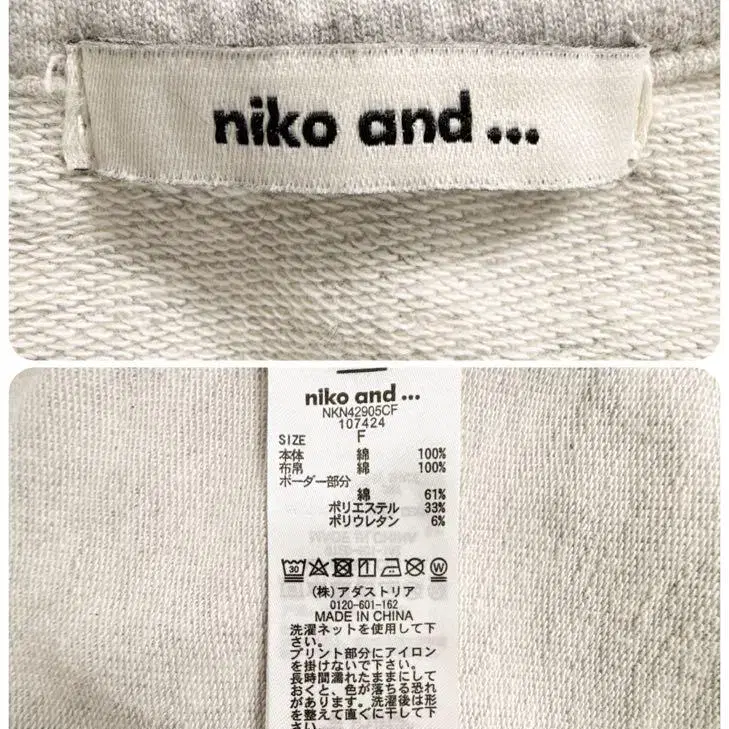 niko and ...
niko and ...
NKN42905CF
107424
SIZE F
本体 綿 100%
布帛 綿 100%
ボーダー部分
綿 61%
ポリエステル 33%
ポリウレタン 6%
30
W
(株)アダストリア
0120-601-162
MADE IN CHINA
洗濯ネットを使用して下
さい。
プリント部分にアイロン
を掛けないで下さい。
長時間濡れたままにして
おくと、色が落ちる恐れ
があります。洗濯後は形
を整えて直ぐに干して下
さい